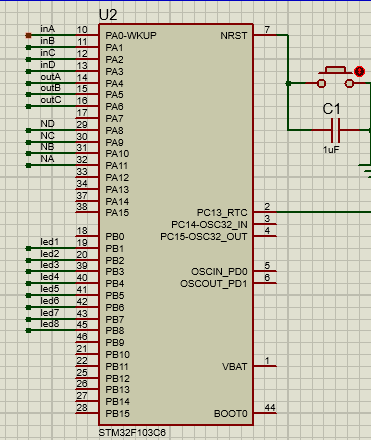 U2
inA 10 PA0-WKUP NRST 7
inB 11 PA1
inC 12 PA2
inD 13 PA3
outA 14 PA4
outB 15 PA5
outC 16 PA6
17 PA7
C1
ND 29 PA8
NC 30 PA9
1uF
NB 31 PA10
NA 32 PA11
33 PA12
34 PA13
37 PA14
38 PA15 PC13_RTC 2
PC14-OSC32_IN 3
18 PB0 PC15-OSC32_OUT 4
led1 19 PB1
led2 20 PB2
led3 39 PB3 OSCIN_PD0 5
led4 40 PB4 OSCOUT_PD1 6
led5 41 PB5
led6 42 PB6
led7 43 PB7
led8 45 PB8
46 PB9
21 PB10
22 PB11 VBAT 1
25 PB12
26 PB13
27 PB14
28 PB15 BOOT0 44
STM32F103C6